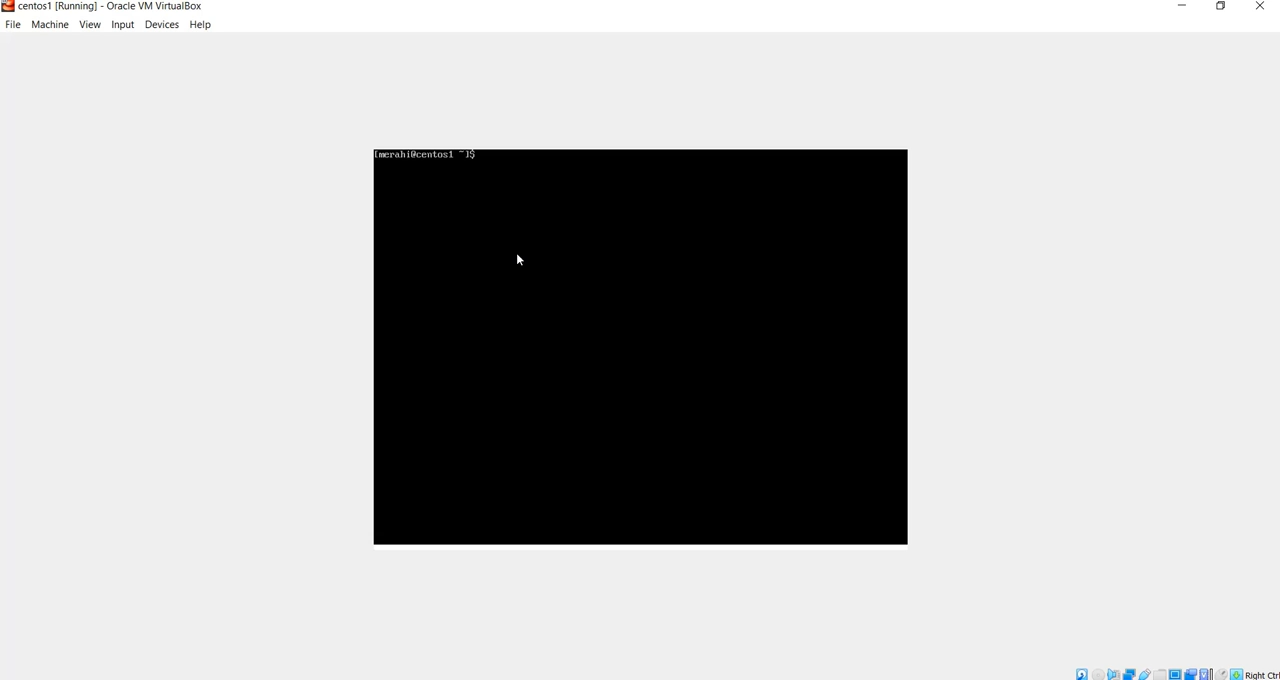 centos1 [Running] - Oracle VM VirtualBox
File Machine View Input Devices Help
[merahi@centos1 ~]$
Right Ctrl